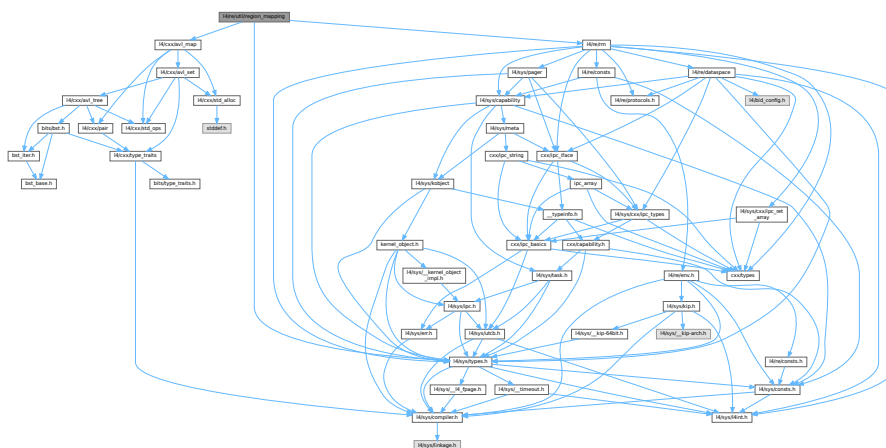 l4/re/util/region_mapping
l4/cxx/avl_map
l4/re/rm
l4/cxx/avl_set
l4/sys/pager
l4/re/consts
l4/re/dataspace
l4/cxx/avl_tree
l4/cxx/std_alloc
l4/sys/capability
l4/re/protocols.h
l4/bid_config.h
bits/bst.h
l4/cxx/pair
l4/cxx/std_ops
stddef.h
l4/sys/meta
bst_iter.h
l4/cxx/type_traits
cxx/ipc_string
cxx/ipc_iface
bst_base.h
bits/type_traits.h
l4/sys/kobject
ipc_array
__typeinfo.h
l4/sys/cxx/ipc_types
l4/sys/cxx/ipc_ret
_array
kernel_object.h
cxx/ipc_basics
cxx/capability.h
l4/sys/__kernel_object
_impl.h
l4/sys/task.h
l4/re/env.h
cxx/types
l4/sys/ipc.h
l4/sys/kip.h
l4/sys/err.h
l4/sys/utcb.h
l4/sys/__kip-64bit.h
l4/sys/__kip-arch.h
l4/sys/types.h
l4/re/consts.h
l4/sys/__l4_fpage.h
l4/sys/__timeout.h
l4/sys/consts.h
l4/sys/compiler.h
l4/sys/l4int.h
l4/sys/linkage.h